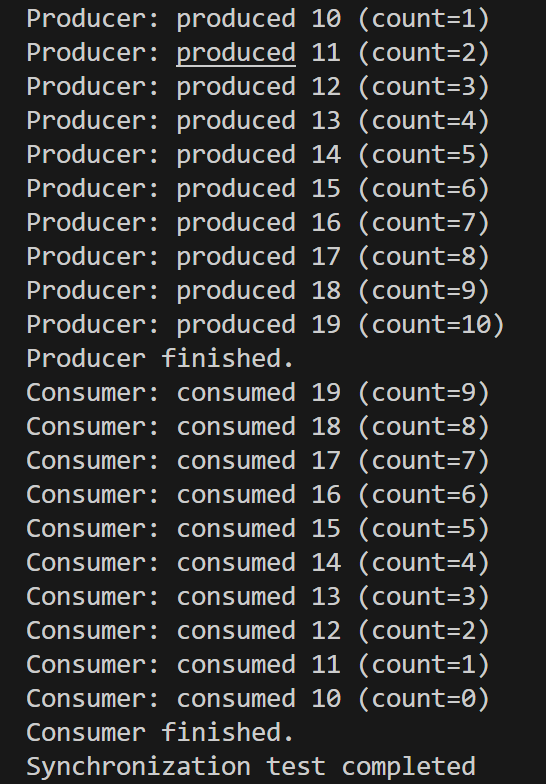 Producer: produced 10 (count=1)
Producer: produced 11 (count=2)
Producer: produced 12 (count=3)
Producer: produced 13 (count=4)
Producer: produced 14 (count=5)
Producer: produced 15 (count=6)
Producer: produced 16 (count=7)
Producer: produced 17 (count=8)
Producer: produced 18 (count=9)
Producer: produced 19 (count=10)
Producer finished.
Consumer: consumed 19 (count=9)
Consumer: consumed 18 (count=8)
Consumer: consumed 17 (count=7)
Consumer: consumed 16 (count=6)
Consumer: consumed 15 (count=5)
Consumer: consumed 14 (count=4)
Consumer: consumed 13 (count=3)
Consumer: consumed 12 (count=2)
Consumer: consumed 11 (count=1)
Consumer: consumed 10 (count=0)
Consumer finished.
Synchronization test completed